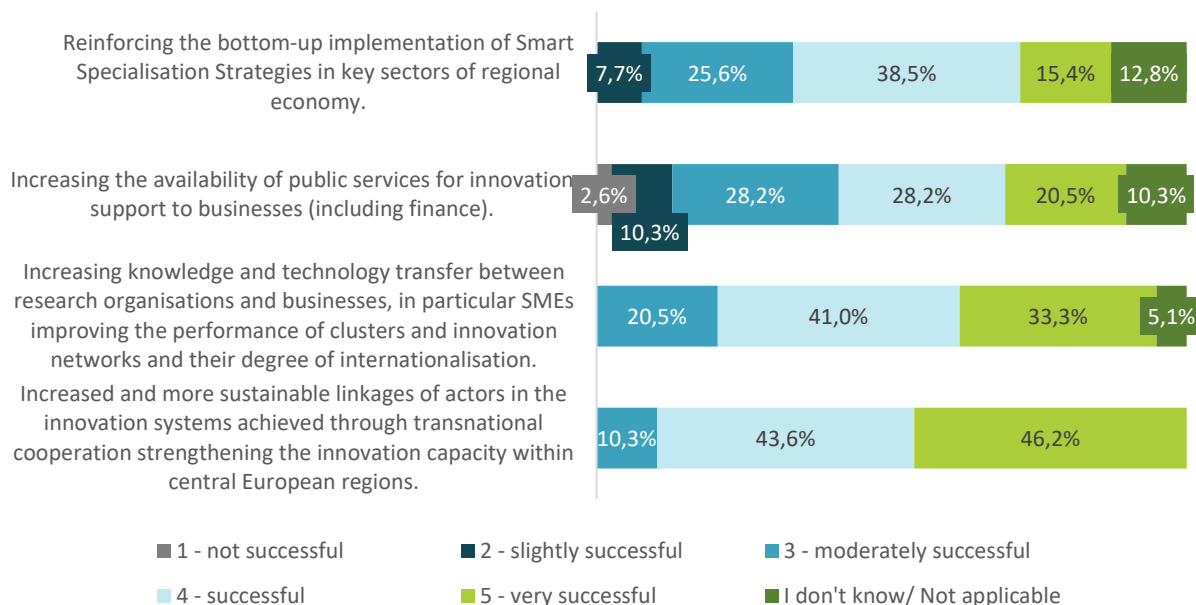 Reinforcing the bottom-up implementation of Smart
Specialisation Strategies in key sectors of regional
economy.
7,7% 25,6% 38,5% 15,4% 12,8%
Increasing the availability of public services for innovation
support to businesses (including finance).
2,6% 10,3% 28,2% 28,2% 20,5% 10,3%
Increasing knowledge and technology transfer between
research organisations and businesses, in particular SMEs
improving the performance of clusters and innovation
networks and their degree of internationalisation.
20,5% 41,0% 33,3% 5,1%
Increased and more sustainable linkages of actors in the
innovation systems achieved through transnational
cooperation strengthening the innovation capacity within
central European regions.
10,3% 43,6% 46,2%
1 - not successful 2 - slightly successful 3 - moderately successful
4 - successful 5 - very successful I don't know/ Not applicable